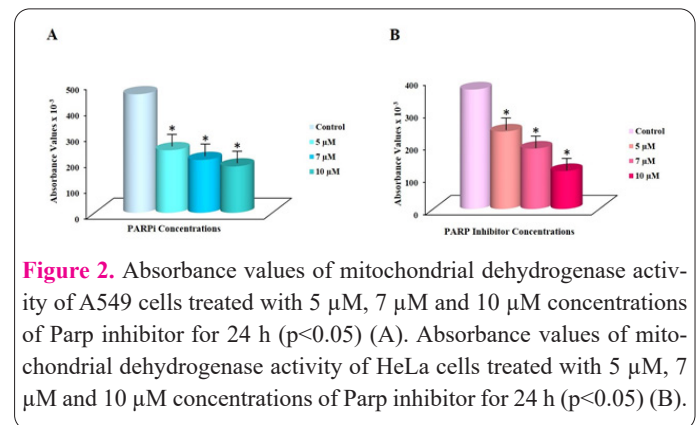 A
B
Absorbance Values x 10-3
500
400
300
200
100
0
*
*
*
Control
5 µM
7 µM
10 µM
PARPi Concentrations
Absorbance Values x 10-3
400
300
200
100
0
*
*
*
Control
5 µM
7 µM
10 µM
PARP Inhibitor Concentrations
Figure 2. Absorbance values of mitochondrial dehydrogenase activ-
ity of A549 cells treated with 5 µM, 7 µM and 10 µM concentrations
of Parp inhibitor for 24 h (p<0.05) (A). Absorbance values of mito-
chondrial dehydrogenase activity of HeLa cells treated with 5 µM, 7
µM and 10 µM concentrations of Parp inhibitor for 24 h (p<0.05) (B).